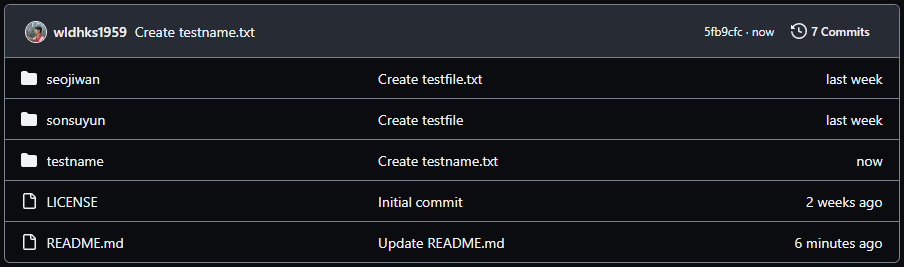 wldhks1959 Create testname.txt 5fb9cfc · now 7 Commits
seojiwan Create testfile.txt last week
sonsuyun Create testfile last week
testname Create testname.txt now
LICENSE Initial commit 2 weeks ago
README.md Update README.md 6 minutes ago